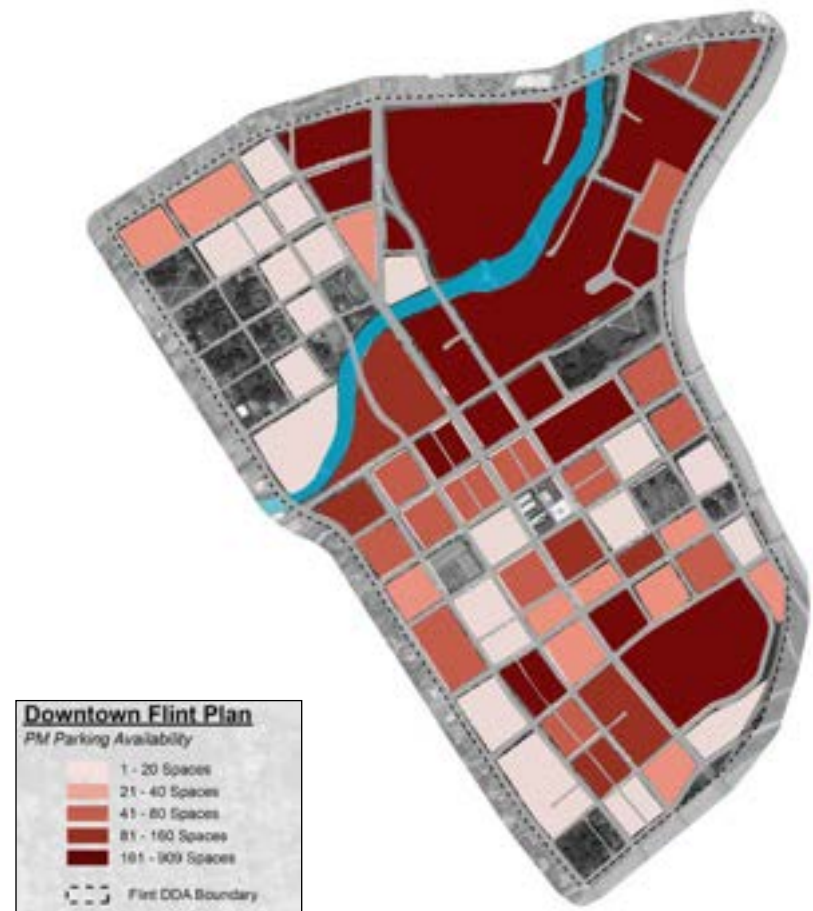 Downtown Flint Plan
PM Parking Availability
1 - 20 Spaces
21 - 40 Spaces
41 - 80 Spaces
81 - 160 Spaces
161 - 909 Spaces
Flint DDA Boundary